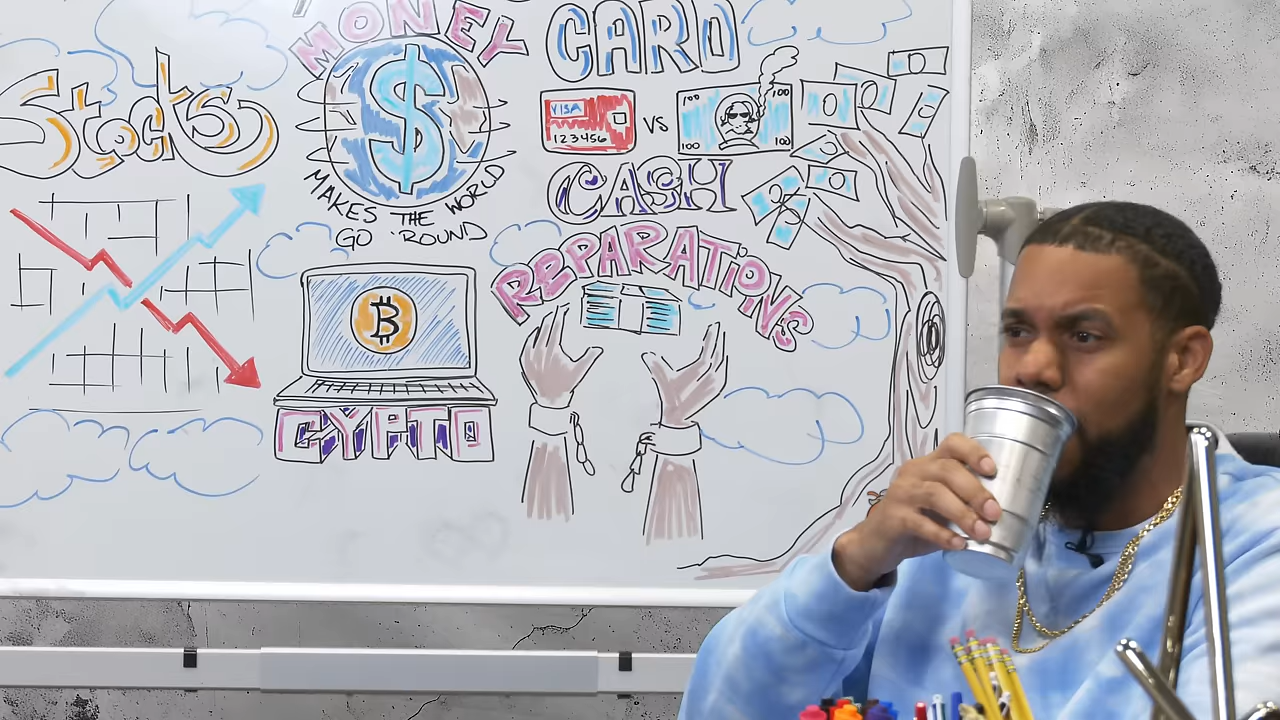 Stocks
MONEY
$
MAKES THE WORLD
GO 'ROUND
CARD
VISA
123456
VS
100 100
100 100
CASH
REPARATIONS
₿
CYPTO